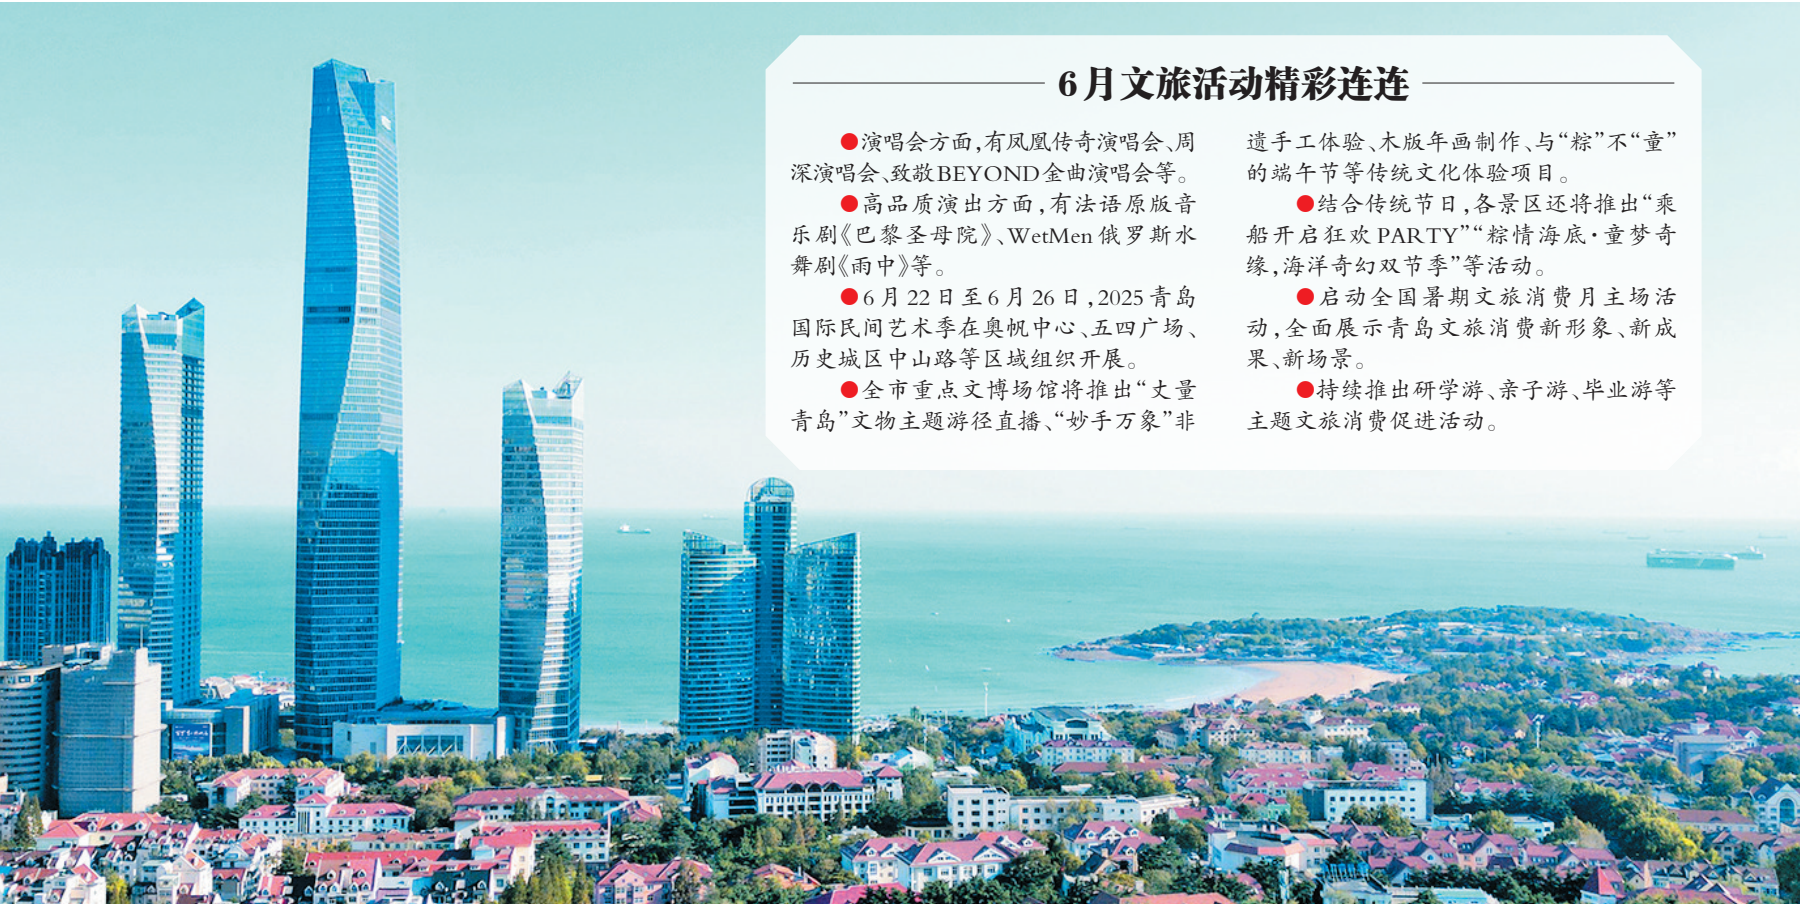 6月文旅活动精彩连连
●演唱会方面,有凤凰传奇演唱会、周
深演唱会、致敬BEYOND金曲演唱会等。
●高品质演出方面,有法语原版音
乐剧《巴黎圣母院》、WetMen俄罗斯水
舞剧《雨中》等。
●6月22日至6月26日,2025青岛
国际民间艺术季在奥帆中心、五四广场、
历史城区中山路等区域组织开展。
●全市重点文博场馆将推出“丈量
青岛”文物主题游径直播、“妙手万象”非
遗手工体验、木版年画制作、与“粽”不“童”
的端午节等传统文化体验项目。
●结合传统节日,各景区还将推出“乘
船开启狂欢PARTY”“粽情海底·童梦奇
缘,海洋奇幻双节季”等活动。
●启动全国暑期文旅消费月主场活
动,全面展示青岛文旅消费新形象、新成
果、新场景。
●持续推出研学游、亲子游、毕业游等
主题文旅消费促进活动。